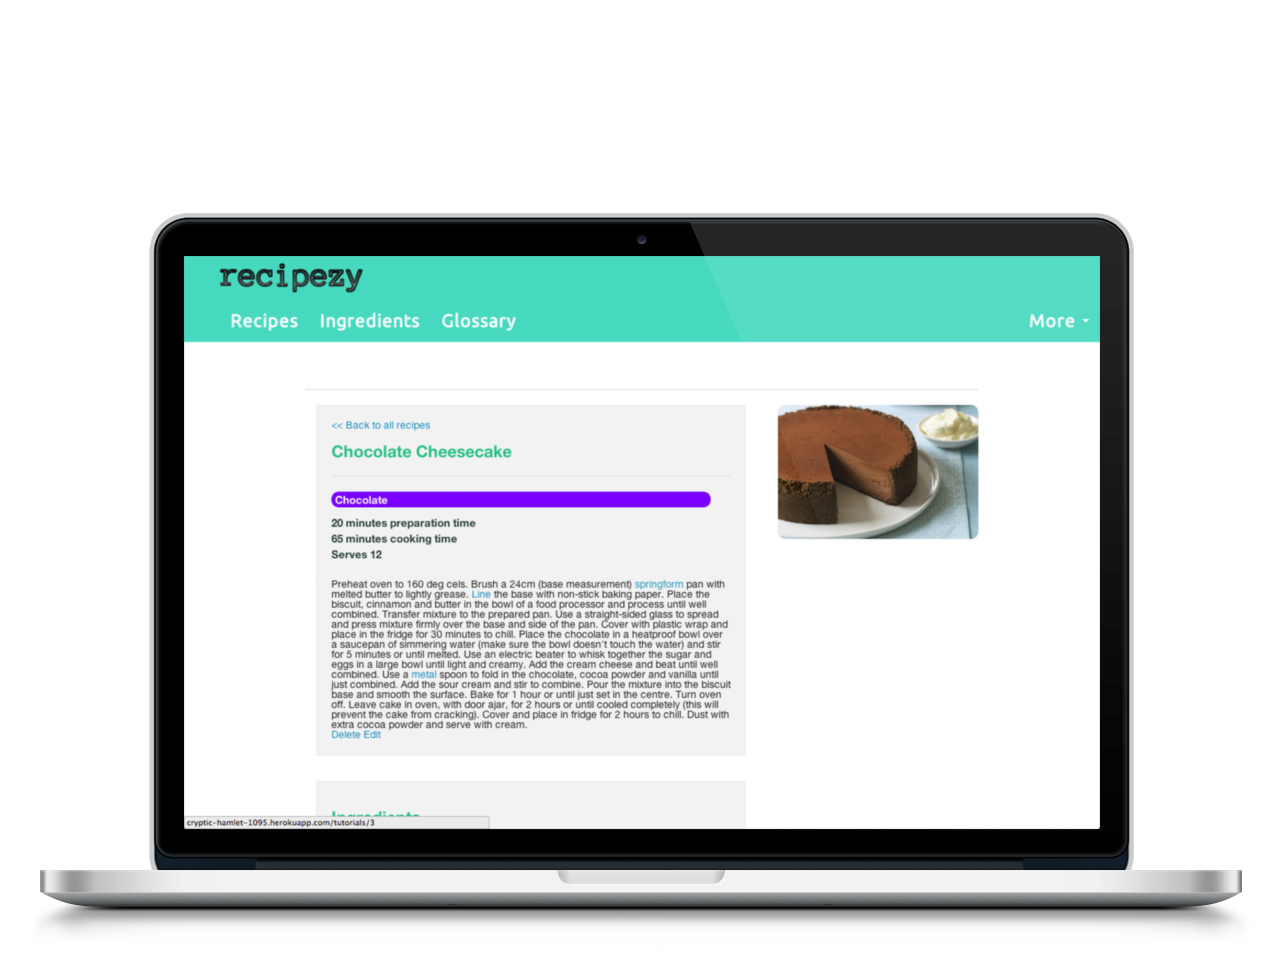 recipezy
Recipes Ingredients Glossary More
<< Back to all recipes
Chocolate Cheesecake
Chocolate
20 minutes preparation time
65 minutes cooking time
Serves 12
Preheat oven to 160 deg cels. Brush a 24cm (base measurement) springform pan with
melted butter to lightly grease. Line the base with non-stick baking paper. Place the
biscuit, cinnamon and butter in the bowl of a food processor and process until well
combined. Transfer mixture to the prepared pan. Use a straight-sided glass to spread
and press mixture firmly over the base and side of the pan. Cover with plastic wrap and
place in the fridge for 30 minutes to chill. Place the chocolate in a heatproof bowl over
a saucepan of simmering water (make sure the bowl doesn't touch the water) and stir
for 5 minutes or until melted. Use an electric beater to whisk together the sugar and
eggs in a large bowl until light and creamy. Add the cream cheese and beat until well
combined. Use a metal spoon to fold in the chocolate, cocoa powder and vanilla until
just combined. Add the sour cream and stir to combine. Pour the mixture into the biscuit
base and smooth the surface. Bake for 1 hour or until just set in the centre. Turn oven
off. Leave cake in oven, with door ajar, for 2 hours or until cooled completely (this will
prevent the cake from cracking). Cover and place in fridge for 2 hours to chill. Dust with
extra cocoa powder and serve with cream.
Delete Edit
Ingredients
cryptic-hamlet-1095.herokuapp.com/tutorials/3